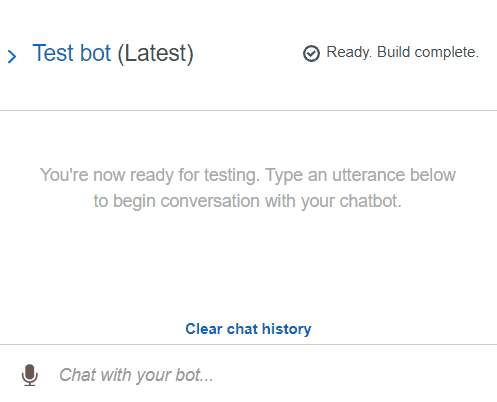 Test bot (Latest)
Ready. Build complete.
You're now ready for testing. Type an utterance below
to begin conversation with your chatbot.
Clear chat history
Chat with your bot...